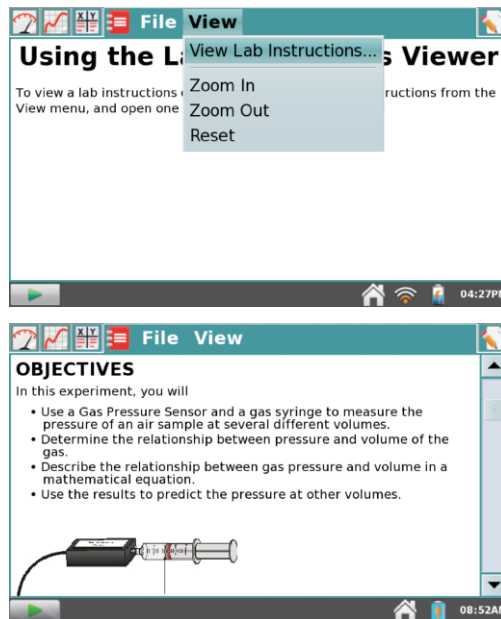 X Y
File View
Using the L s Viewer
View Lab Instructions...
To view a lab instructions ructions from the
View menu, and open one
Zoom In
Zoom Out
Reset
04:27PM
X Y
File View
OBJECTIVES
In this experiment, you will
• Use a Gas Pressure Sensor and a gas syringe to measure the
pressure of an air sample at several different volumes.
• Determine the relationship between pressure and volume of the
gas.
• Describe the relationship between gas pressure and volume in a
mathematical equation.
• Use the results to predict the pressure at other volumes.
08:52AM